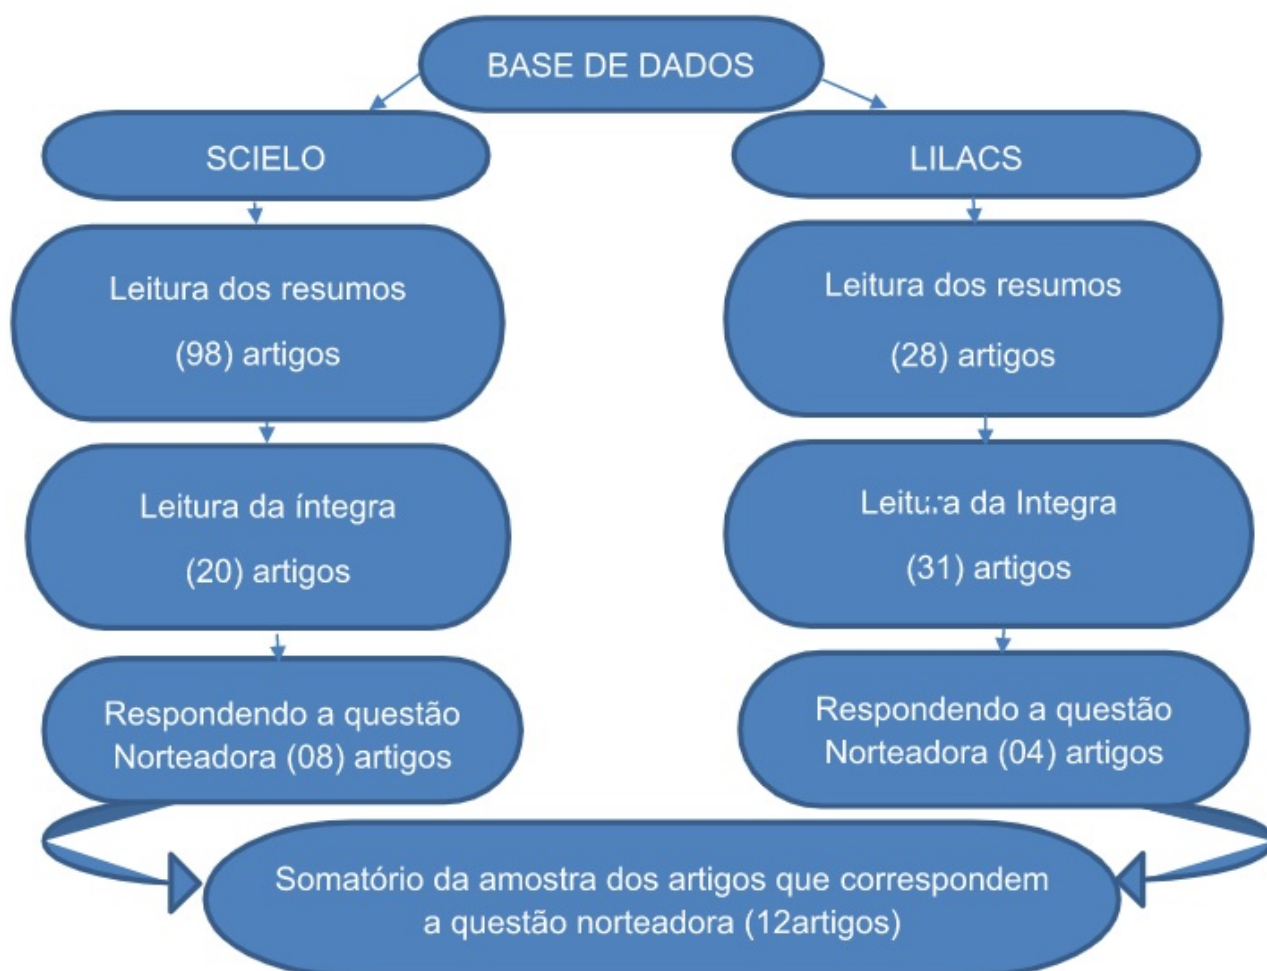 BASE DE DADOS
SCIELO
Leitura dos resumos
(98) artigos
Leitura da íntegra
(20) artigos
Respondendo a questão
Norteadora (08) artigos
LILACS
Leitura dos resumos
(28) artigos
Leitura da Integra
(31) artigos
Respondendo a questão
Norteadora (04) artigos
Somatório da amostra dos artigos que correspondem
a questão norteadora (12artigos)